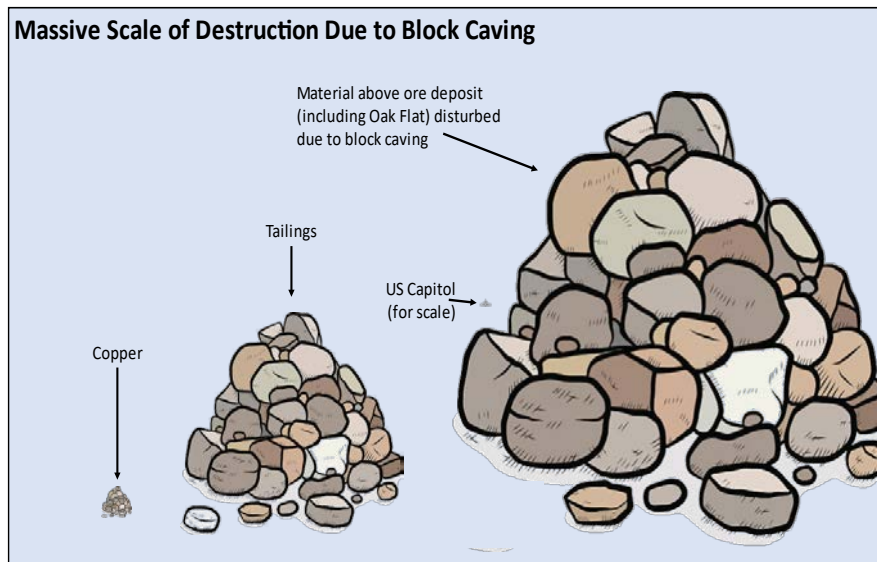 Massive Scale of Destruction Due to Block Caving
Material above ore deposit
(including Oak Flat) disturbed
due to block caving
Tailings
US Capitol
(for scale)
Copper